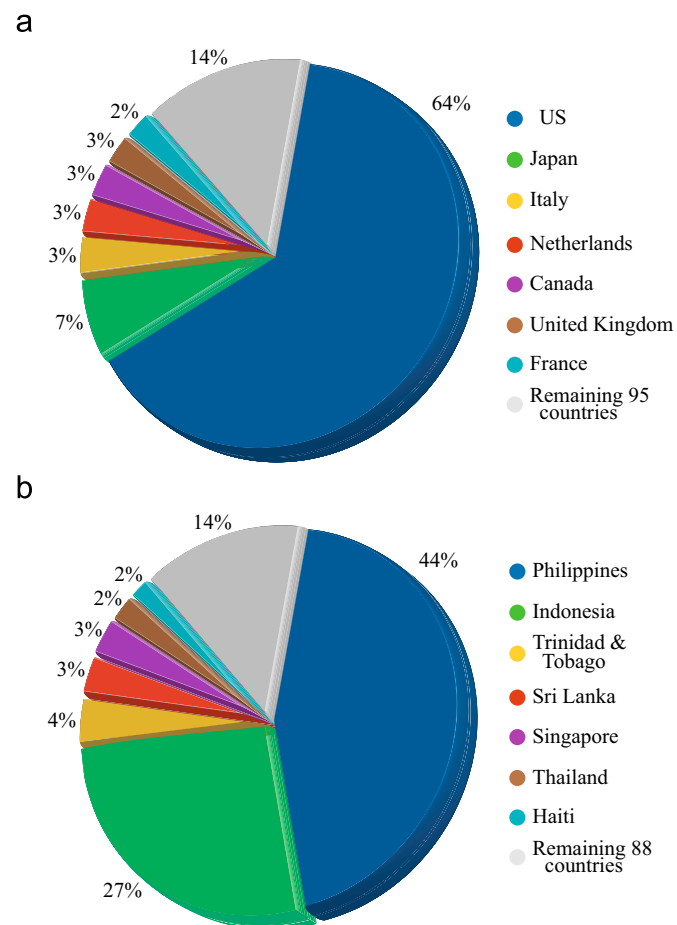 a
14%
64%
2%
3%
3%
3%
3%
7%
US
Japan
Italy
Netherlands
Canada
United Kingdom
France
Remaining 95
countries
b
14%
44%
2%
2%
3%
3%
4%
27%
Philippines
Indonesia
Trinidad &
Tobago
Sri Lanka
Singapore
Thailand
Haiti
Remaining 88
countries